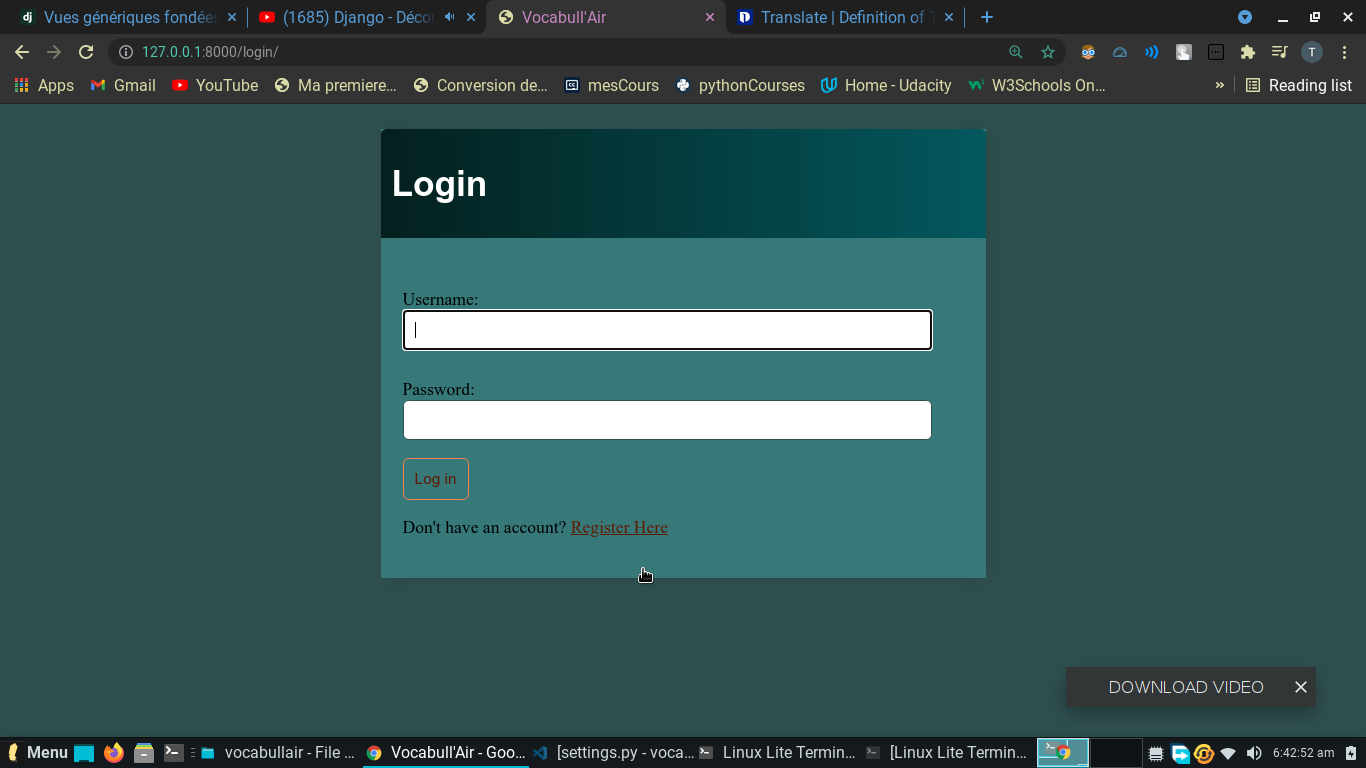 dj Vues génériques fondées
(1685) Django - Décou
Vocabull'Air
Translate | Definition of T
127.0.0.1:8000/login/
T
Apps
Gmail
YouTube
Ma premiere...
Conversion de...
mesCours
pythonCourses
Home - Udacity
W3Schools On...
»
Reading list
Login
Username:
Password:
Log in
Don't have an account? Register Here
DOWNLOAD VIDEO
Menu
vocabullair - File ...
Vocabull'Air - Goo...
[settings.py - voca...
Linux Lite Termin...
[Linux Lite Termin...
6:42:52 am